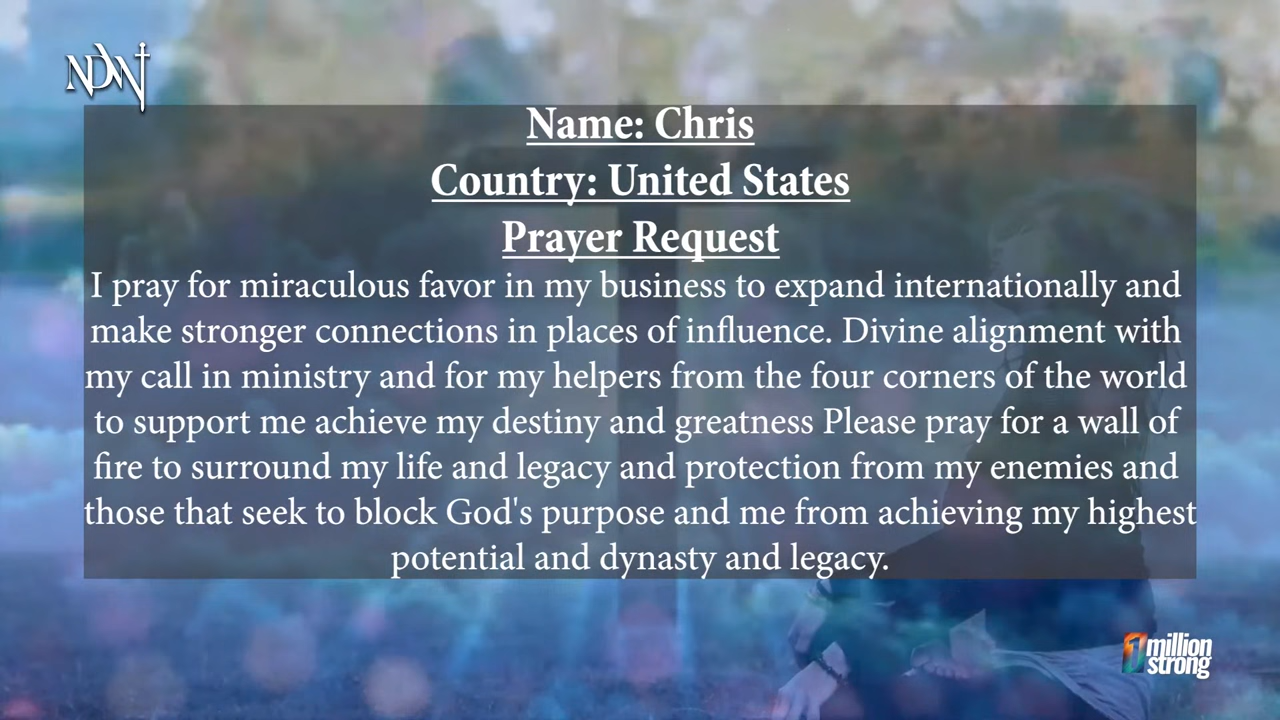 NDWJ
Name: Chris
Country: United States
Prayer Request
I pray for miraculous favor in my business to expand internationally and
make stronger connections in places of influence. Divine alignment with
my call in ministry and for my helpers from the four corners of the world
to support me achieve my destiny and greatness Please pray for a wall of
fire to surround my life and legacy and protection from my enemies and
those that seek to block God's purpose and me from achieving my highest
potential and dynasty and legacy.
1 million
strong